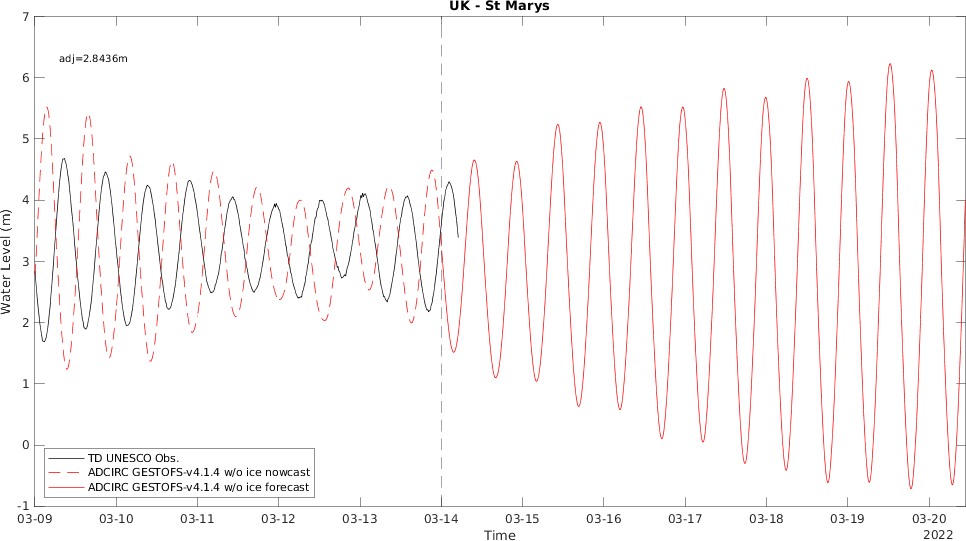 UK - St Marys
adj=2.8436m
7
6
5
4
3
2
1
0
-1
Water Level (m)
TD UNESCO Obs.
ADCIRC GESTOFS-v4.1.4 w/o ice nowcast
ADCIRC GESTOFS-v4.1.4 w/o ice forecast
03-09 03-10 03-11 03-12 03-13 03-14 03-15 03-16 03-17 03-18 03-19 03-20
Time
2022